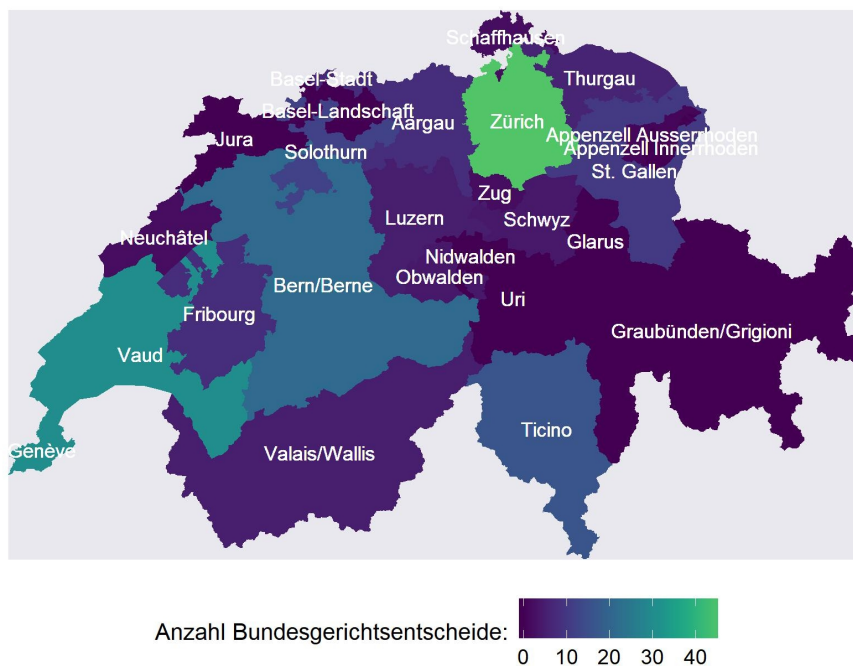 Schaffhausen
Basel-Stadt
Thurgau
Basel-Landschaft
Aargau
Zürich
Jura
Appenzell Ausserrhoden
Appenzell Innerrhoden
Solothurn
St. Gallen
Zug
Luzern
Schwyz
Neuchâtel
Glarus
Nidwalden
Obwalden
Bern/Berne
Uri
Fribourg
Graubünden/Grigioni
Vaud
Ticino
Genève
Valais/Wallis
Anzahl Bundesgerichtsentscheide:
0 10 20 30 40